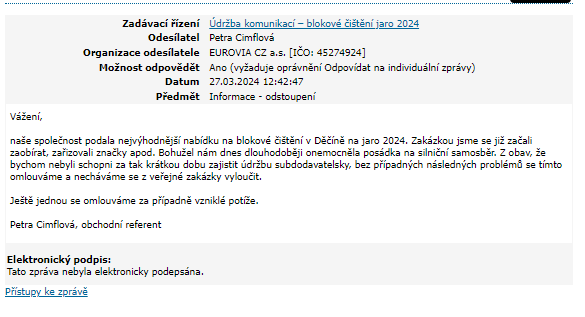 Zadávací řízení Údržba komunikací – blokové čištění jaro 2024
Odesílatel Petra Cimflová
Organizace odesílatele EUROVIA CZ a.s. [IČO: 45274924]
Možnost odpovědět Ano (vyžaduje oprávnění Odpovídat na individuální zprávy)
Datum 27.03.2024 12:42:47
Předmět Informace - odstoupení
Vážení,
naše společnost podala nejvýhodnější nabídku na blokové čištění v Děčíně na jaro 2024. Zakázkou jsme se již začali
zaobírat, zařizovali značky apod. Bohužel nám dnes dlouhodoběji onemocněla posádka na silniční samosběr. Z obav, že
bychom nebyli schopni za tak krátkou dobu zajistit údržbu subdodavatelsky, bez případných následných problémů se tímto
omlouváme a necháváme se z veřejné zakázky vyloučit.
Ještě jednou se omlouváme za případně vzniklé potíže.
Petra Cimflová, obchodní referent
Elektronický podpis:
Tato zpráva nebyla elektronicky podepsána.
Přístupy ke zprávě